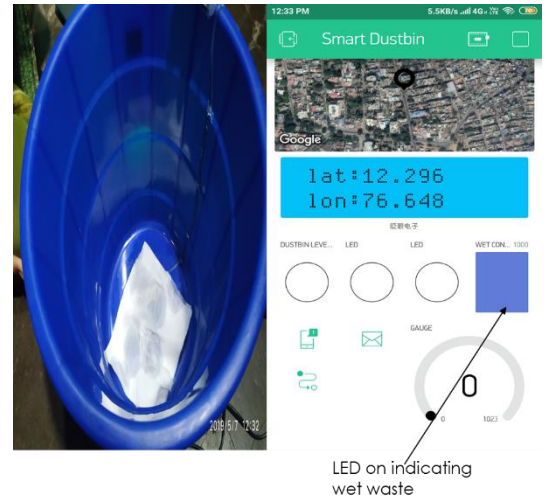 2019/5/7 12:32
12:33 PM
5.5KB/s 4G
Smart Dustbin
Google
lat:12.296
lon:76.648
DUSTBIN LEVE... LED LED WET CON... 1000
GAUGE
0
0 1023
LED on indicating
wet waste